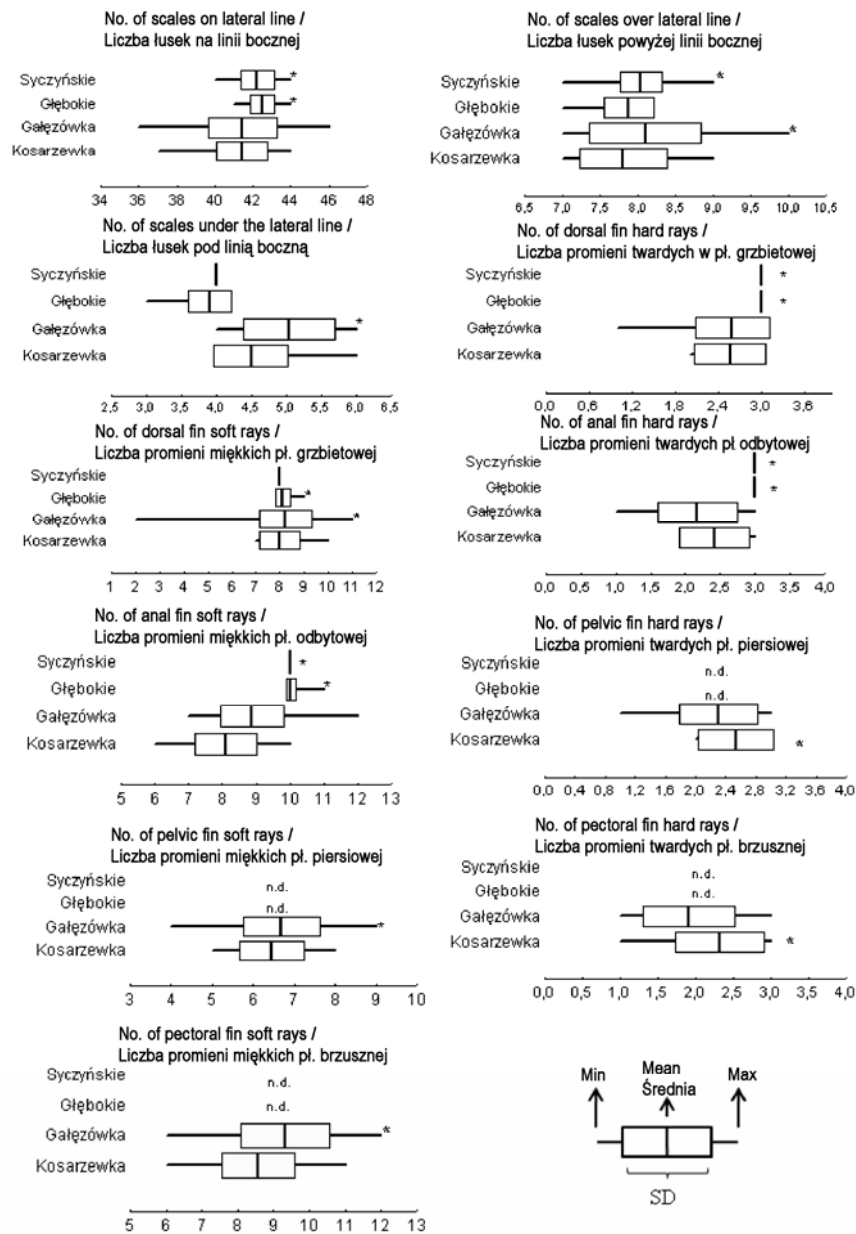 No. of scales on lateral line /
Liczba łusek na linii bocznej
Syczyńskie
*
Głębokie
*
Gałęzówka
Kosarzewka
34 36 38 40 42 44 46 48
No. of scales over lateral line /
Liczba łusek powyżej linii bocznej
Syczyńskie
*
Głębokie
Gałęzówka
*
Kosarzewka
6,5 7,0 7,5 8,0 8,5 9,0 9,5 10,0 10,5
No. of scales under the lateral line /
Liczba łusek pod linią boczną
Syczyńskie
Głębokie
Gałęzówka
*
Kosarzewka
2,5 3,0 3,5 4,0 4,5 5,0 5,5 6,0 6,5
No. of dorsal fin hard rays /
Liczba promieni twardych w pł. grzbietowej
Syczyńskie
*
Głębokie
*
Gałęzówka
Kosarzewka
0,0 0,6 1,2 1,8 2,4 3,0 3,6
No. of dorsal fin soft rays /
Liczba promieni miękkich pł. grzbietowej
Syczyńskie
Głębokie
*
Gałęzówka
*
Kosarzewka
1 2 3 4 5 6 7 8 9 10 11 12
No. of anal fin hard rays /
Liczba promieni twardych pł odbytowej
Syczyńskie
*
Głębokie
*
Gałęzówka
Kosarzewka
0,0 0,5 1,0 1,5 2,0 2,5 3,0 3,5 4,0
No. of anal fin soft rays /
Liczba promieni miękkich pł. odbytowej
Syczyńskie
*
Głębokie
*
Gałęzówka
Kosarzewka
5 6 7 8 9 10 11 12 13
No. of pelvic fin hard rays /
Liczba promieni twardych pł. piersiowej
Syczyńskie
n.d.
Głębokie
n.d.
Gałęzówka
Kosarzewka
*
0,0 0,4 0,8 1,2 1,6 2,0 2,4 2,8 3,2 3,6 4,0
No. of pelvic fin soft rays /
Liczba promieni miękkich pł. piersiowej
Syczyńskie
n.d.
Głębokie
n.d.
Gałęzówka
*
Kosarzewka
3 4 5 6 7 8 9 10
No. of pectoral fin hard rays /
Liczba promieni twardych pł. brzusznej
Syczyńskie
n.d.
Głębokie
n.d.
Gałęzówka
Kosarzewka
*
0,0 0,5 1,0 1,5 2,0 2,5 3,0 3,5 4,0
No. of pectoral fin soft rays /
Liczba promieni miękkich pł. brzusznej
Syczyńskie
n.d.
Głębokie
n.d.
Gałęzówka
*
Kosarzewka
5 6 7 8 9 10 11 12 13
Min Mean Max
Średnia
SD